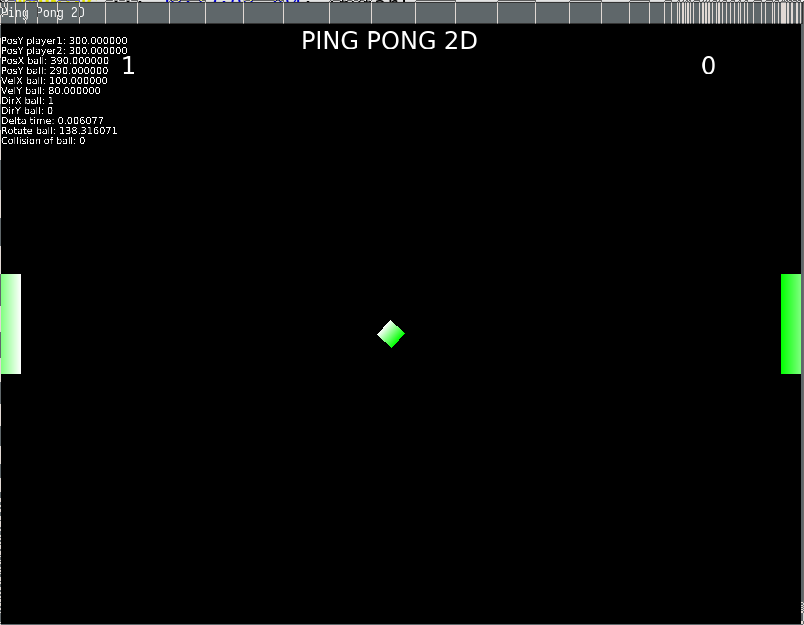 Ping Pong 2D
PING PONG 2D
1
0
PosY player1: 300.000000
PosY player2: 300.000000
PosX ball: 390.000000
PosY ball: 290.000000
VelX ball: 100.000000
VelY ball: 80.000000
DirX ball: 1
DirY ball: 0
Delta time: 0.006077
Rotate ball: 138.316071
Collision of ball: 0